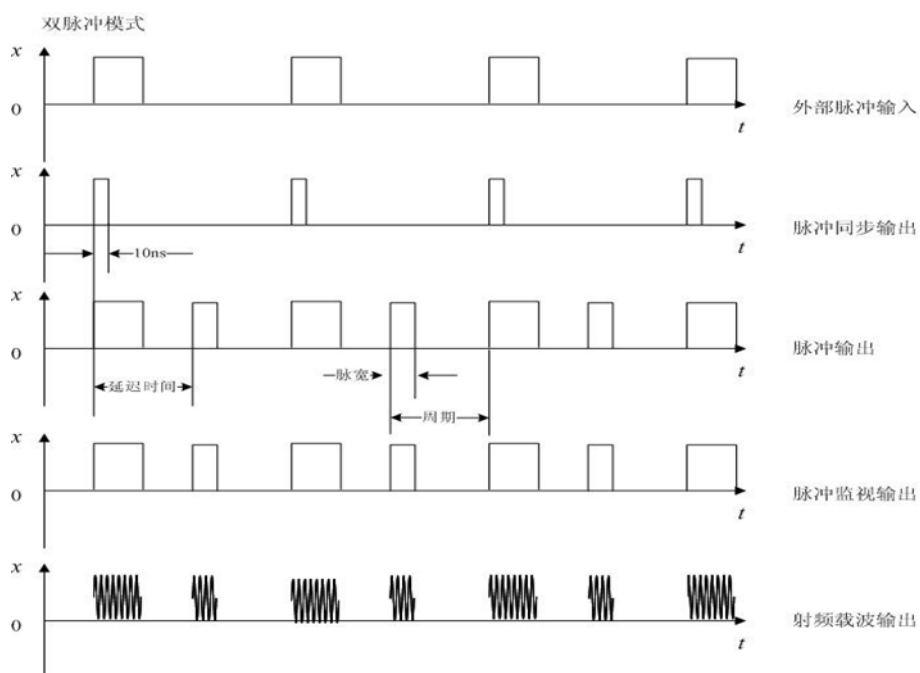 双脉冲模式
x
0
t
外部脉冲输入
x
0
t
脉冲同步输出
10ns
x
0
t
脉冲输出
延迟时间
脉宽
周期
x
0
t
脉冲监视输出
x
0
t
射频载波输出